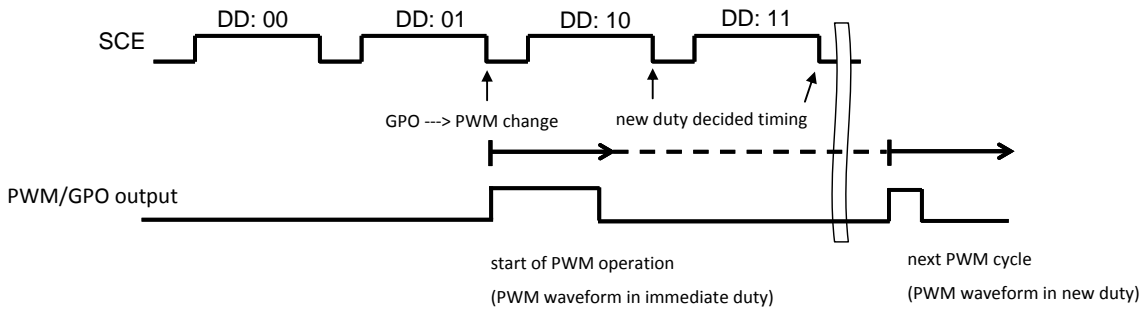 DD: 00 DD: 01 DD: 10 DD: 11
SCE
GPO ---> PWM change new duty decided timing
PWM/GPO output
start of PWM operation next PWM cycle
(PWM waveform in immediate duty) (PWM waveform in new duty)